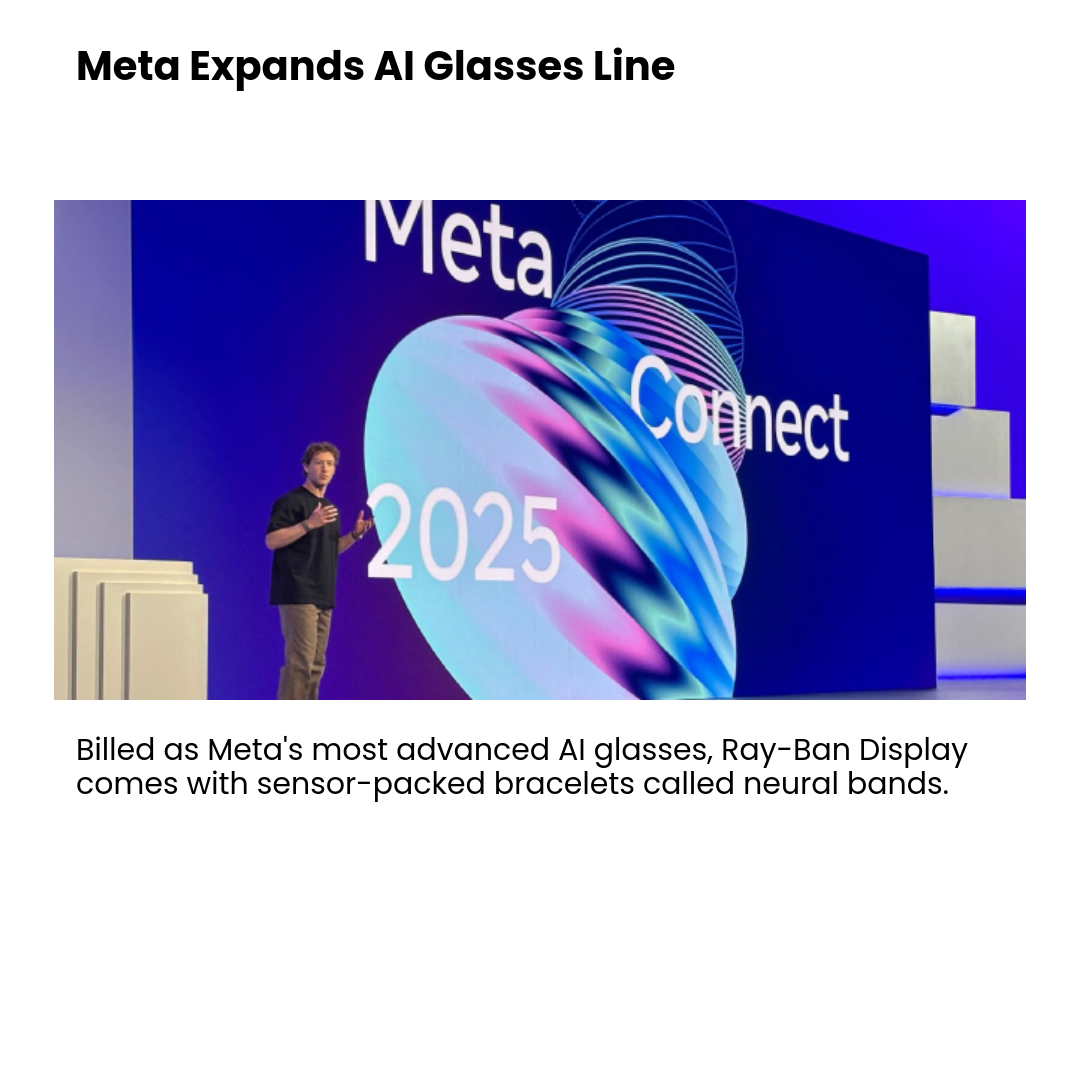 Meta Expands AI Glasses Line
Meta
Connect
2025
Billed as Meta's most advanced AI glasses, Ray-Ban Display
comes with sensor-packed bracelets called neural bands.